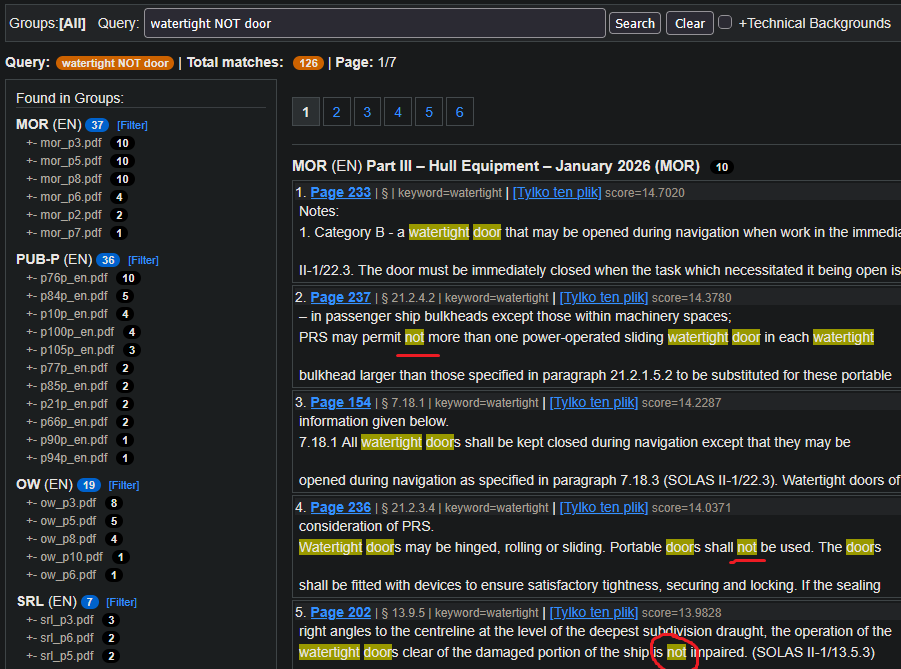 Groups:[All] Query: watertight NOT door Search Clear +Technical Backgrounds
Query: watertight NOT door | Total matches: 126 | Page: 1/7
Found in Groups:
MOR (EN) 37 [Filter]
+- mor_p3.pdf 10
+- mor_p5.pdf 10
+- mor_p8.pdf 10
+- mor_p6.pdf 4
+- mor_p2.pdf 2
+- mor_p7.pdf 1
PUB-P (EN) 36 [Filter]
+- p76p_en.pdf 10
+- p84p_en.pdf 5
+- p10p_en.pdf 4
+- p100p_en.pdf 4
+- p105p_en.pdf 3
+- p77p_en.pdf 2
+- p85p_en.pdf 2
+- p21p_en.pdf 2
+- p66p_en.pdf 2
+- p90p_en.pdf 1
+- p94p_en.pdf 1
OW (EN) 19 [Filter]
+- ow_p3.pdf 8
+- ow_p5.pdf 5
+- ow_p8.pdf 4
+- ow_p10.pdf 1
+- ow_p6.pdf 1
SRL (EN) 7 [Filter]
+- srl_p3.pdf 3
+- srl_p6.pdf 2
+- srl_p5.pdf 2
1 2 3 4 5 6
MOR (EN) Part III – Hull Equipment – January 2026 (MOR) 10
1. Page 233 | § | keyword=watertight | [Tylko ten plik] score=14.7020
Notes:
1. Category B - a watertight door that may be opened during navigation when work in the immedia
II-1/22.3. The door must be immediately closed when the task which necessitated it being open is
2. Page 237 | § 21.2.4.2 | keyword=watertight | [Tylko ten plik] score=14.3780
– in passenger ship bulkheads except those within machinery spaces;
PRS may permit not more than one power-operated sliding watertight door in each watertight
bulkhead larger than those specified in paragraph 21.2.1.5.2 to be substituted for these portable
3. Page 154 | § 7.18.1 | keyword=watertight | [Tylko ten plik] score=14.2287
information given below.
7.18.1 All watertight doors shall be kept closed during navigation except that they may be
opened during navigation as specified in paragraph 7.18.3 (SOLAS II-1/22.3). Watertight doors of
4. Page 236 | § 21.2.3.4 | keyword=watertight | [Tylko ten plik] score=14.0371
consideration of PRS.
Watertight doors may be hinged, rolling or sliding. Portable doors shall not be used. The doors
shall be fitted with devices to ensure satisfactory tightness, securing and locking. If the sealing
5. Page 202 | § 13.9.5 | keyword=watertight | [Tylko ten plik] score=13.9828
right angles to the centreline at the level of the deepest subdivision draught, the operation of the
watertight doors clear of the damaged portion of the ship is not impaired. (SOLAS II-1/13.5.3)